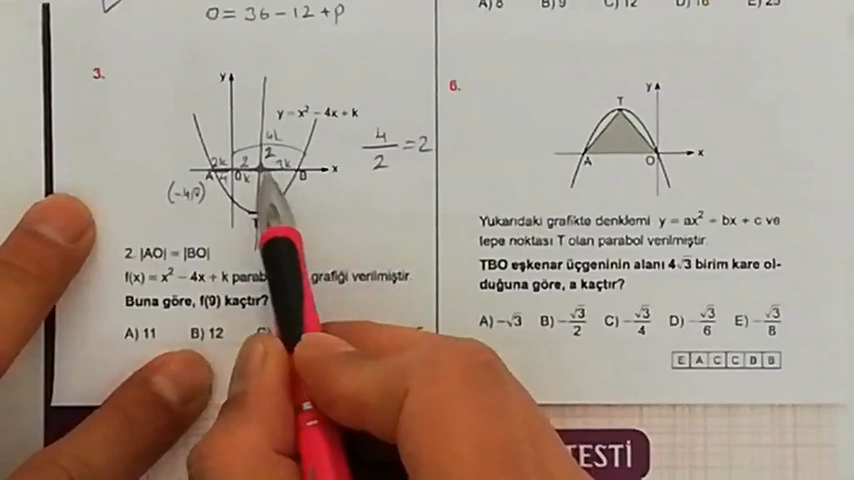 0 = 36 - 12 + p
A) 8 B) 9 C) 12 D) 16 E) 25
3.
y
y = x² - 4x + k
4k
2
2k 2 3k
A 4 0 k B x
(-4,0)
4/2 = 2
2 |AO| = |BO|
f(x) = x² - 4x + k parab grafiği verilmiştir.
Buna göre, f(9) kaçtır?
A) 11 B) 12
6.
y
T
A O x
Yukarıdaki grafikte denklemi y = ax² - bx + c ve
tepe noktası T olan parabol verilmiştir.
TBO eşkenar üçgeninin alanı 4√3 birim kare ol-
duğuna göre, a kaçtır?
A) -√3 B) -√3/2 C) -√3/4 D) -√3/6 E) -√3/8
E A C C D B
TESTİ